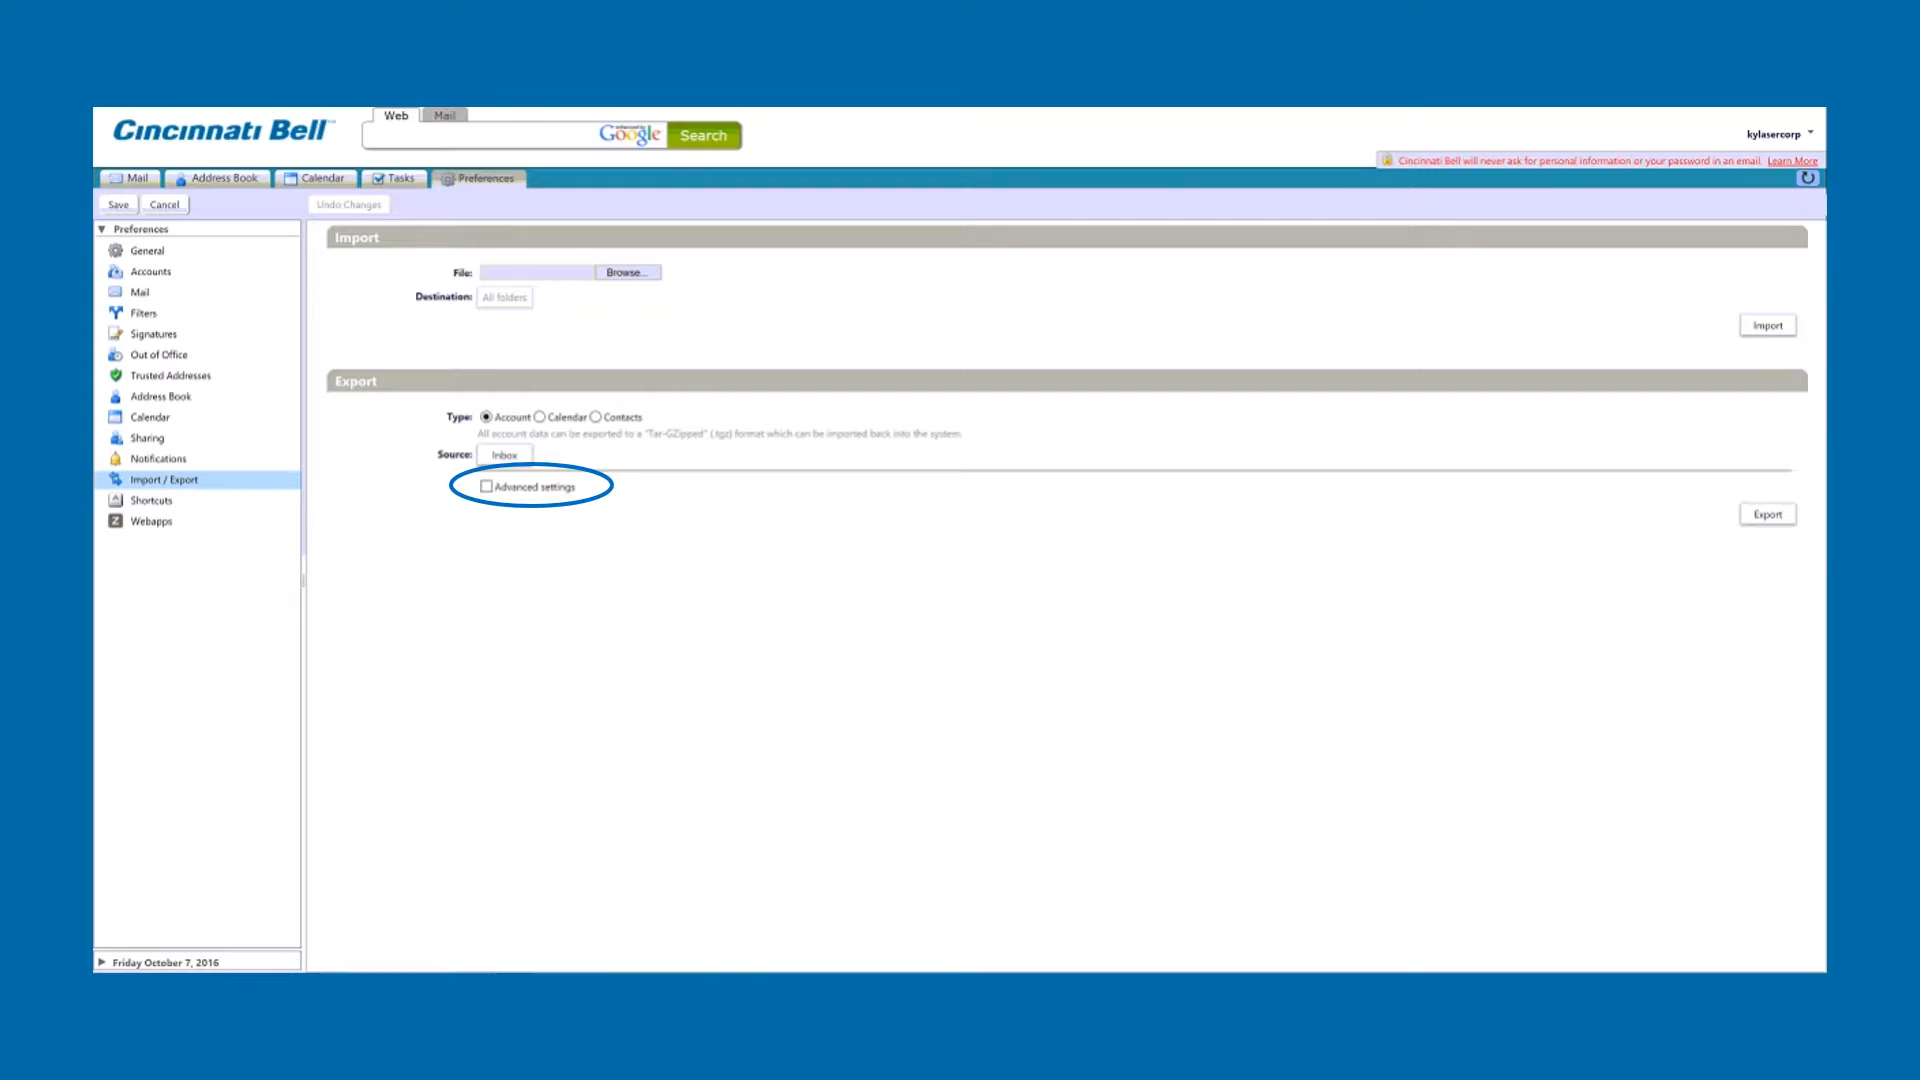 Cincinnati Bell
Web Mail
Google Search
kylasercorp
Cincinnati Bell will never ask for personal information or your password in an email. Learn More
Mail Address Book Calendar Tasks Preferences
Save Cancel Undo Changes
Preferences
General
Accounts
Mail
Filters
Signatures
Out of Office
Trusted Addresses
Address Book
Calendar
Sharing
Notifications
Import / Export
Shortcuts
Webapps
Friday October 7, 2016
Import
File: Browse...
Destination: All folders
Import
Export
Type: Account Calendar Contacts
All account data can be exported to a "Tar-GZipped" (.tgz) format which can be imported back into the system.
Source: Inbox
Advanced settings
Export